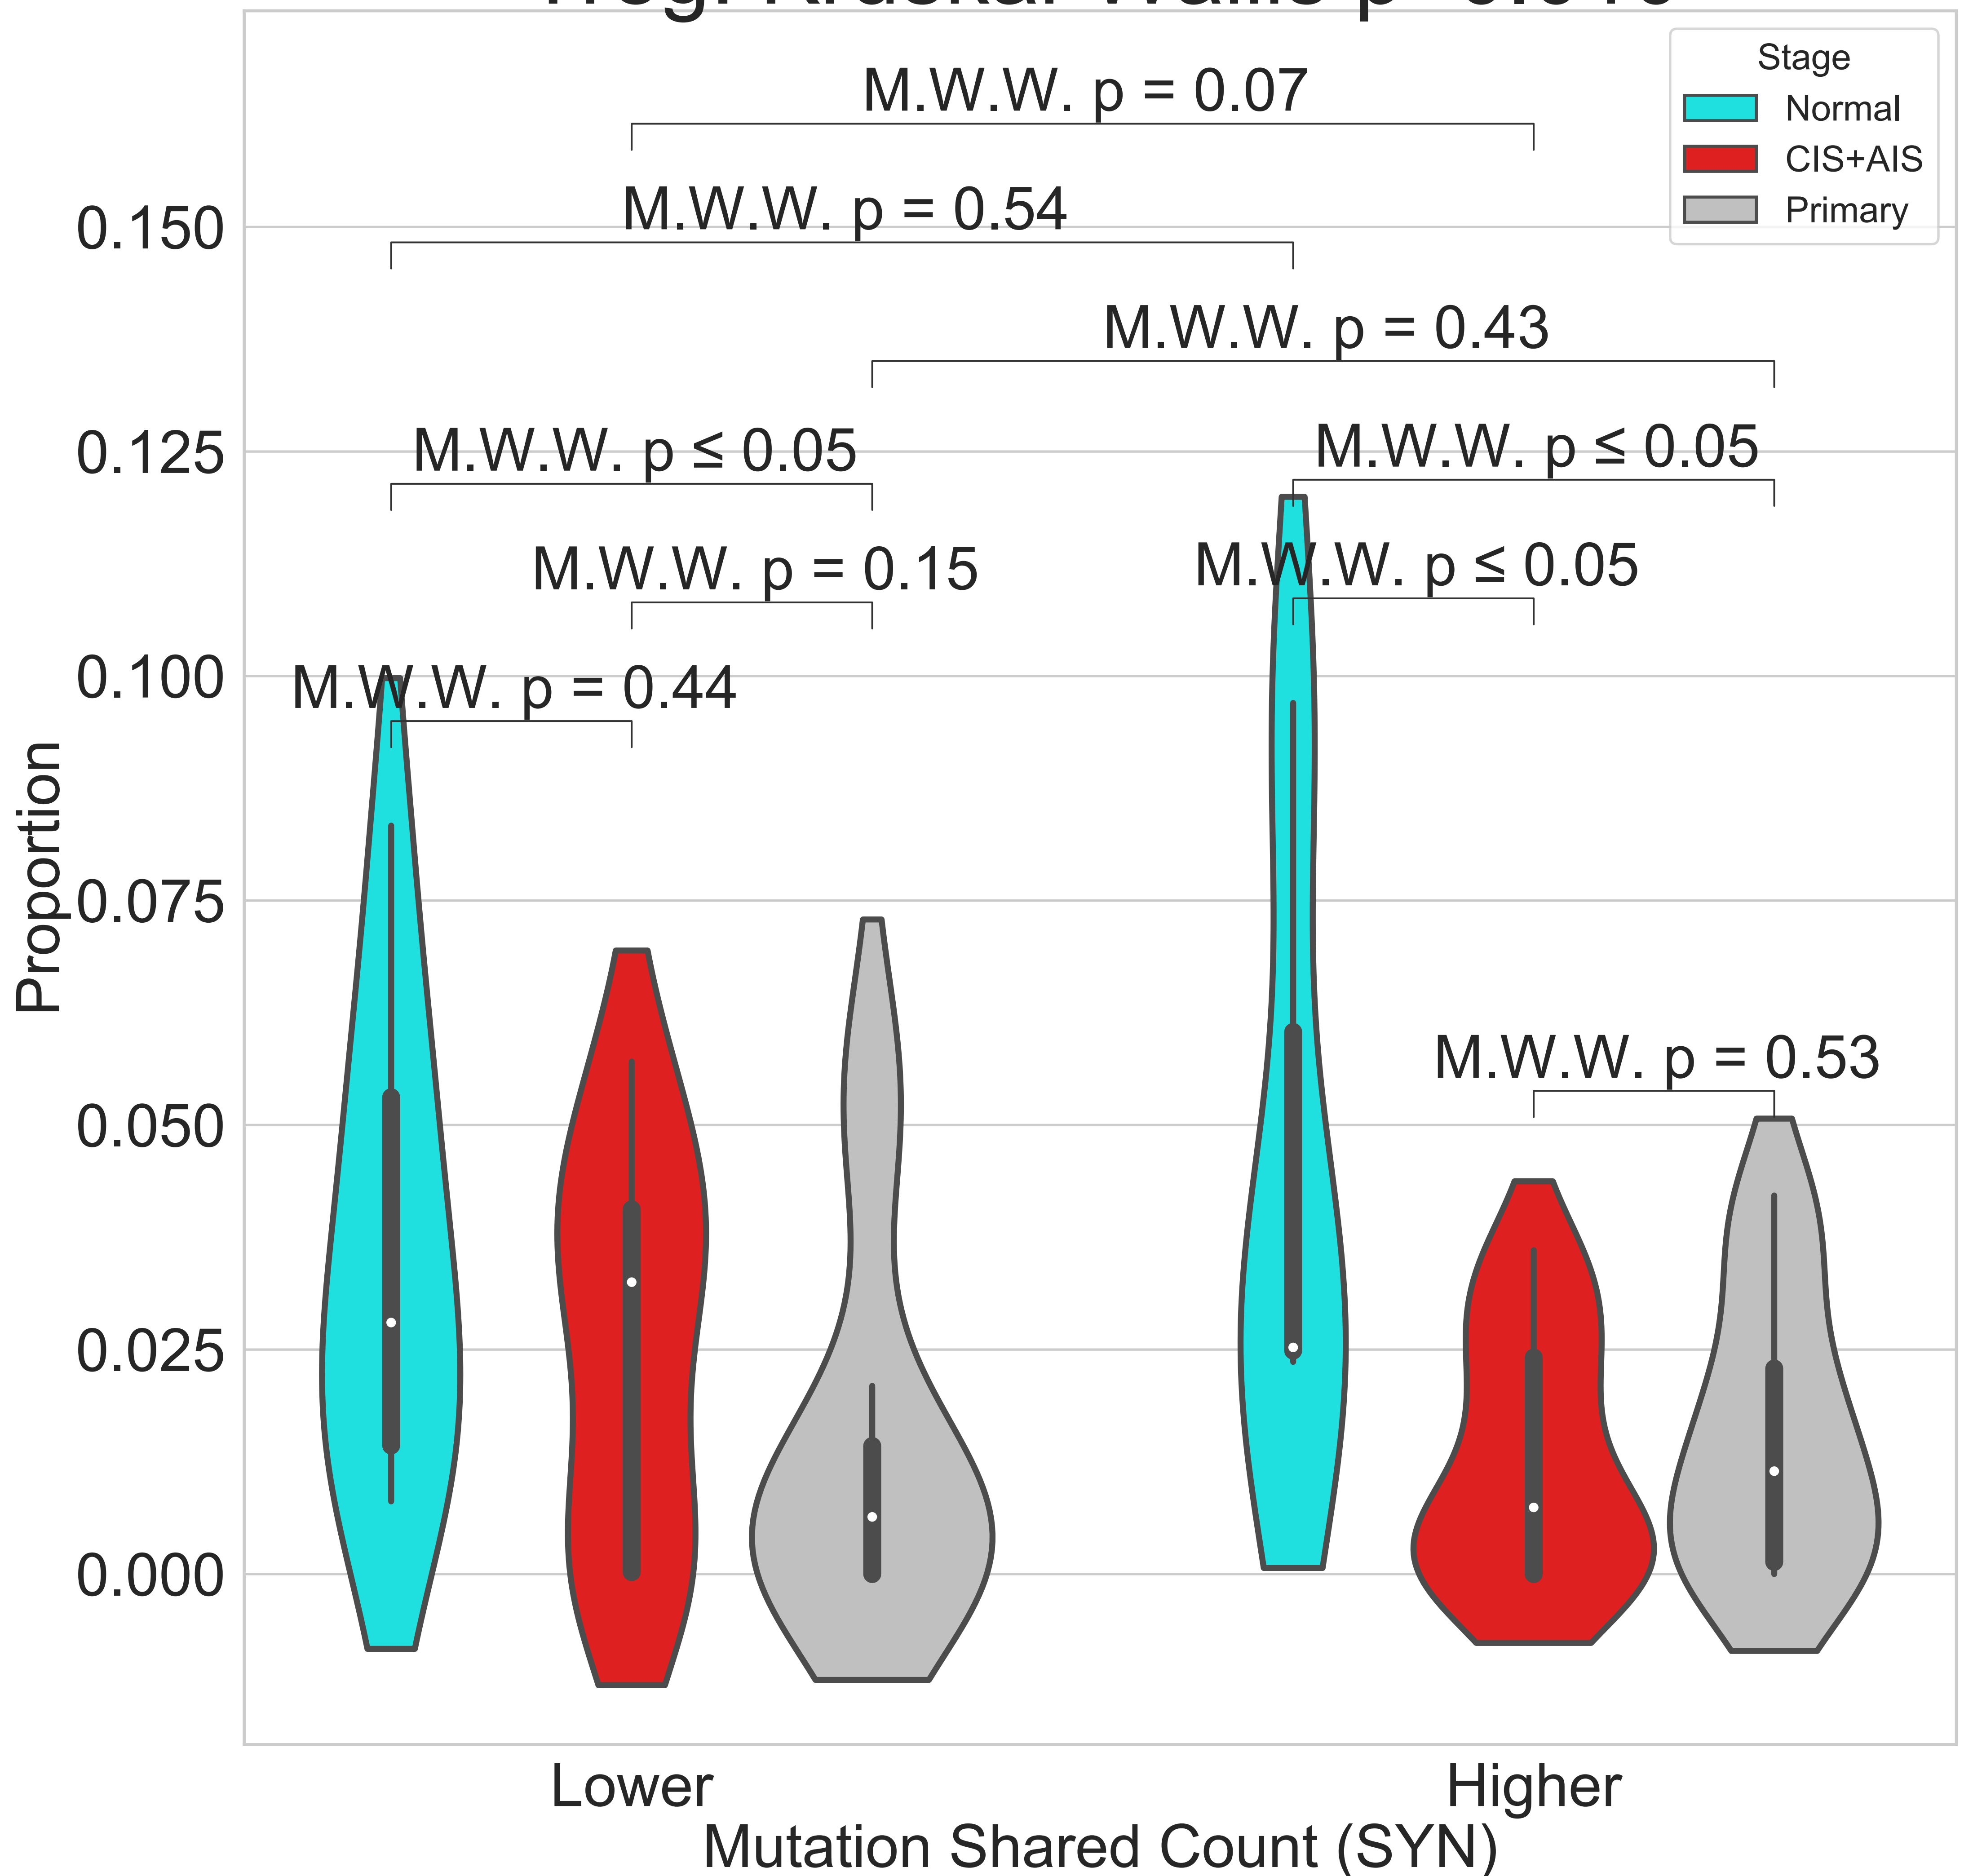 Stage
Normal
CIS+AIS
Primary
M.W.W. p = 0.07
M.W.W. p = 0.54
M.W.W. p = 0.43
M.W.W. p ≤ 0.05
M.W.W. p ≤ 0.05
M.W.W. p = 0.15
M.W.W. p ≤ 0.05
M.W.W. p = 0.44
M.W.W. p = 0.53
0.150
0.125
0.100
0.075
0.050
0.025
0.000
Proportion
Lower
Higher
Mutation Shared Count (SYN)